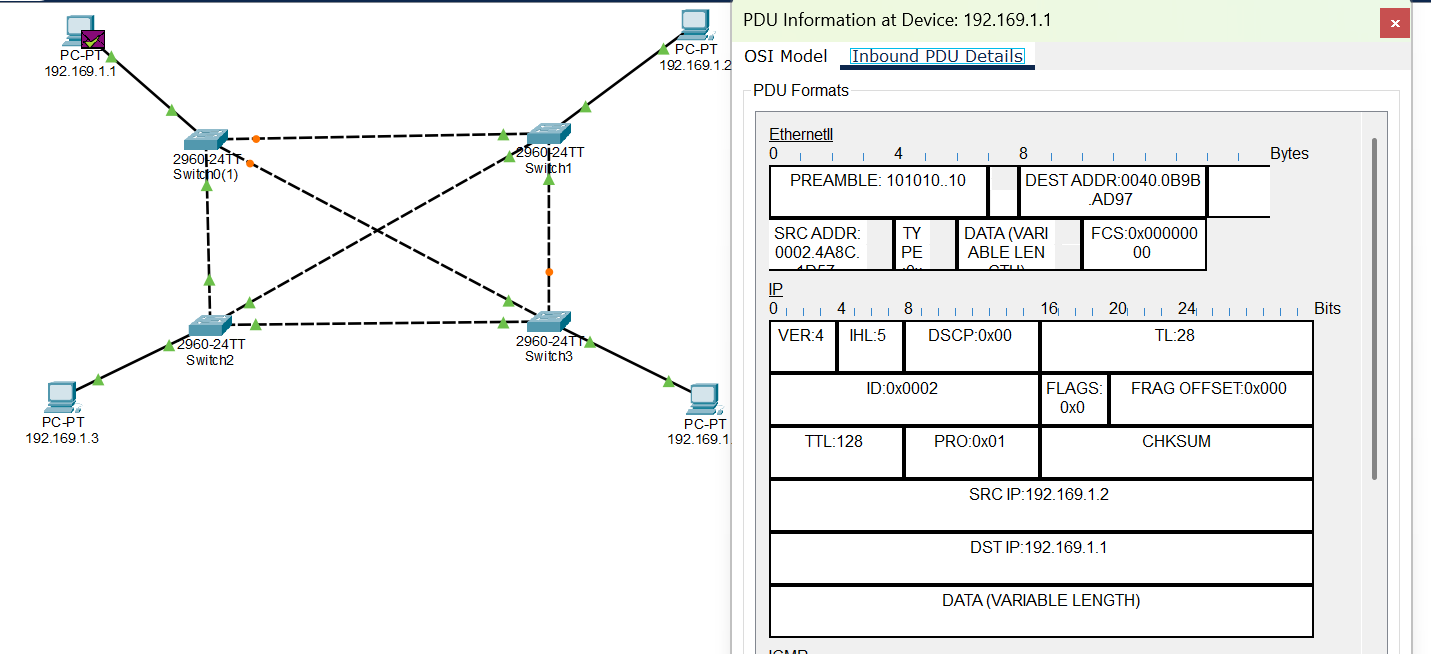 PC-PT
192.169.1.1
PC-PT
192.169.1.2
2960-24TT
Switch0(1)
2960-24TT
Switch1
2960-24TT
Switch2
2960-24TT
Switch3
PC-PT
192.169.1.3
PC-PT
192.169.1.
PDU Information at Device: 192.169.1.1
OSI Model Inbound PDU Details
PDU Formats
EthernetII
0 4 8 Bytes
PREAMBLE: 101010..10 DEST ADDR:0040.0B9B
.AD97
SRC ADDR: TY DATA (VARI FCS:0x000000
0002.4A8C. PE ABLE LEN 00
IP
0 4 8 16 20 24 Bits
VER:4 IHL:5 DSCP:0x00 TL:28
ID:0x0002 FLAGS: FRAG OFFSET:0x000
0x0
TTL:128 PRO:0x01 CHKSUM
SRC IP:192.169.1.2
DST IP:192.169.1.1
DATA (VARIABLE LENGTH)